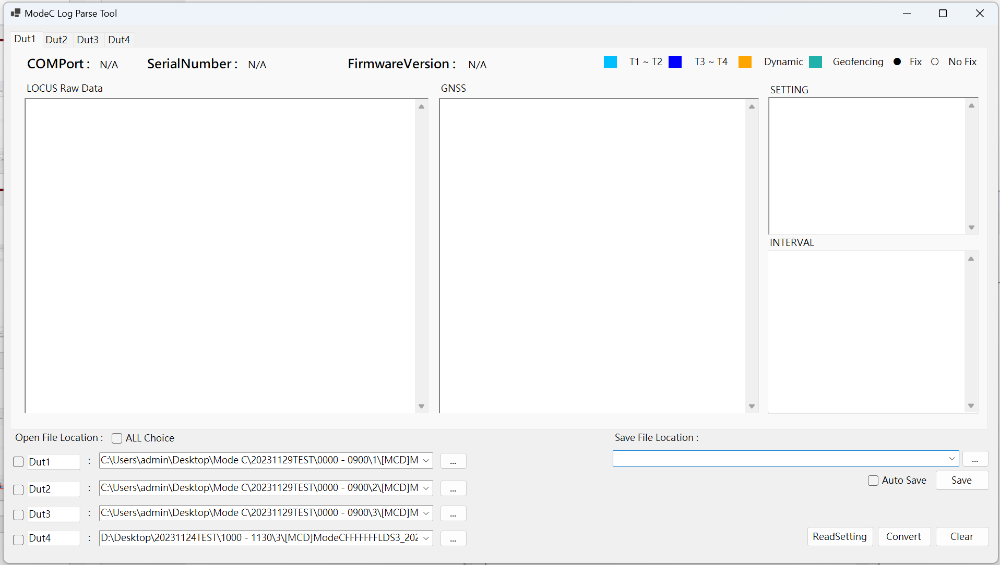 ModeC Log Parse Tool
Dut1 Dut2 Dut3 Dut4
COMPort : N/A SerialNumber : N/A FirmwareVersion : N/A T1 ~ T2 T3 ~ T4 Dynamic Geofencing Fix No Fix
LOCUS Raw Data GNSS SETTING
INTERVAL
Open File Location : ALL Choice Save File Location :
Dut1 : C:\Users\admin\Desktop\Mode C\20231129TEST\0000 - 0900\1\[MCD]M ...
...
Auto Save Save
Dut2 : C:\Users\admin\Desktop\Mode C\20231129TEST\0000 - 0900\2\[MCD]M ...
Dut3 : C:\Users\admin\Desktop\Mode C\20231129TEST\0000 - 0900\3\[MCD]M ...
Dut4 : D:\Desktop\20231124TEST\1000 - 1130\3\[MCD]ModeCFFFFFFFLDS3_202 ...
ReadSetting Convert Clear